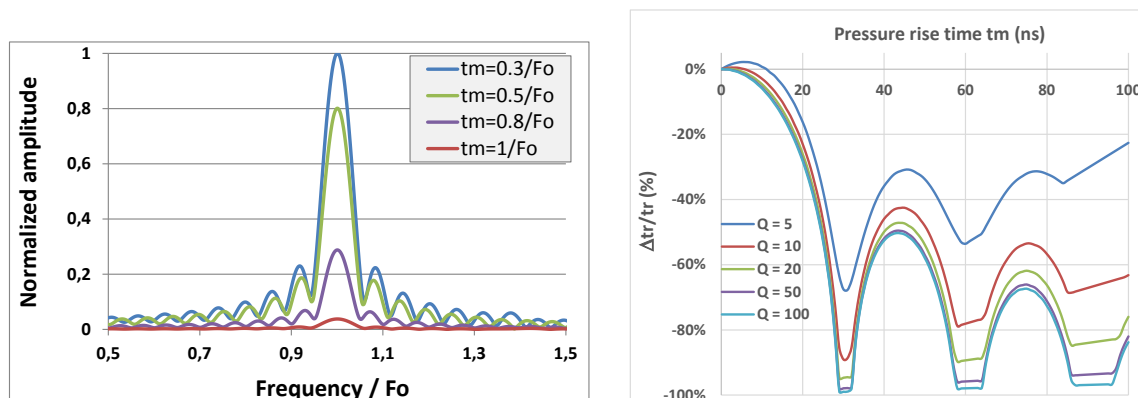 Normalized amplitude
1
0,8
0,6
0,4
0,2
0
tm=0.3/Fo
tm=0.5/Fo
tm=0.8/Fo
tm=1/Fo
0,5 0,7 0,9 1,1 1,3 1,5
Frequency / Fo
Pressure rise time tm (ns)
0 20 40 60 80 100
Δtr/tr (%)
0%
-20%
-40%
-60%
-80%
-100%
Q = 5
Q = 10
Q = 20
Q = 50
Q = 100